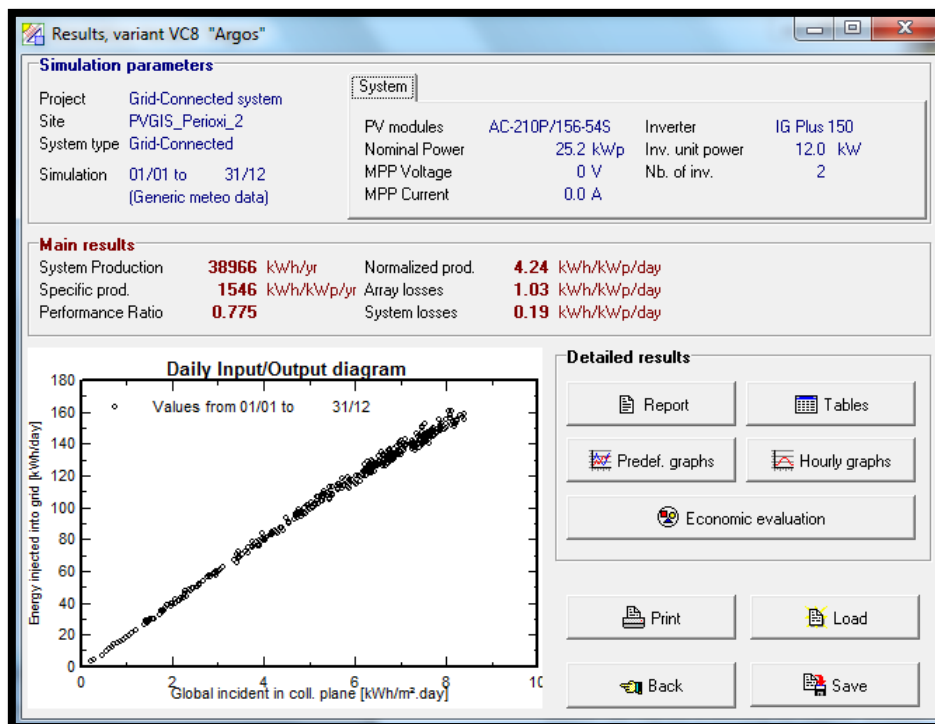 Results, variant VC8 "Argos"
Simulation parameters
Project Grid-Connected system
Site PVGIS_Perioxi_2
System type Grid-Connected
Simulation 01/01 to 31/12
(Generic meteo data)
System
PV modules AC-210P/156-54S Inverter IG Plus 150
Nominal Power 25.2 kWp Inv. unit power 12.0 kW
MPP Voltage 0 V Nb. of inv. 2
MPP Current 0.0 A
Main results
System Production 38966 kWh/yr Normalized prod. 4.24 kWh/kWp/day
Specific prod. 1546 kWh/kWp/yr Array losses 1.03 kWh/kWp/day
Performance Ratio 0.775 System losses 0.19 kWh/kWp/day
Daily Input/Output diagram
Values from 01/01 to 31/12
Energy injected into grid [kWh/day]
180
160
140
120
100
80
60
40
20
0
0 2 4 6 8 10
Global incident in coll. plane [kWh/m².day]
Detailed results
Report Tables
Predef. graphs Hourly graphs
Economic evaluation
Print Load
Back Save